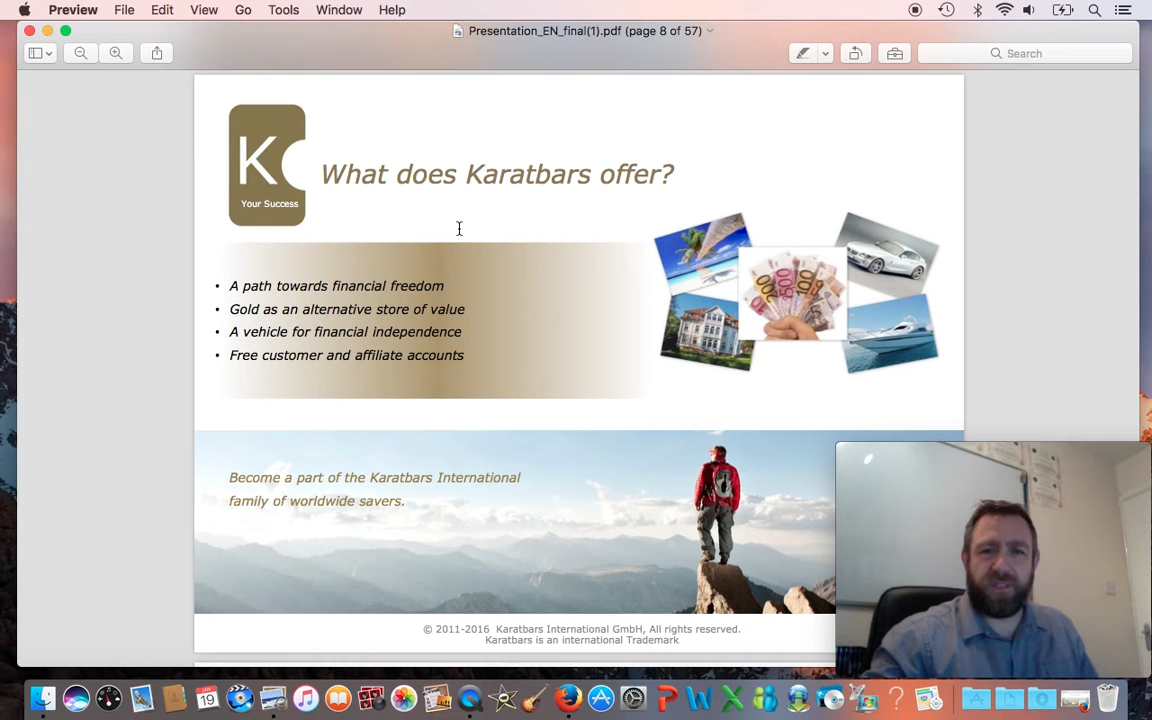 Preview File Edit View Go Tools Window Help
Presentation_EN_final(1).pdf (page 8 of 57)
Search
K
Your Success
What does Karatbars offer?
• A path towards financial freedom
• Gold as an alternative store of value
• A vehicle for financial independence
• Free customer and affiliate accounts
Become a part of the Karatbars International
family of worldwide savers.
© 2011-2016 Karatbars International GmbH, All rights reserved.
Karatbars is an international Trademark
JAN
19